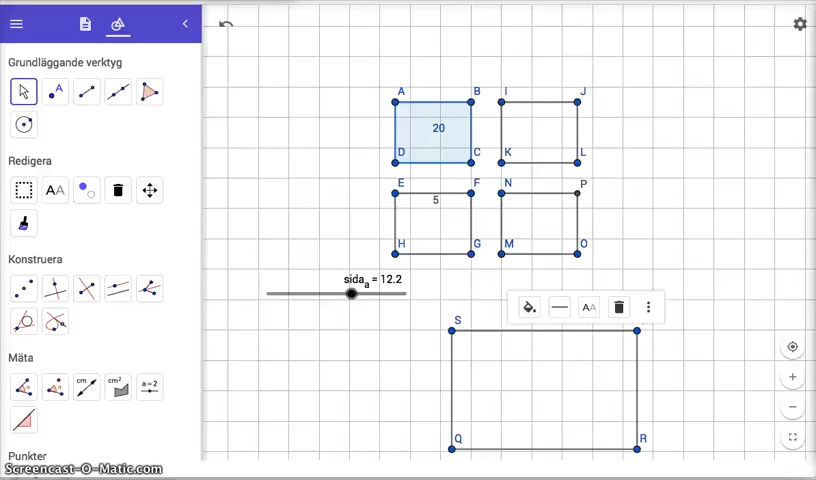 Grundläggande verktyg
A
Redigera
AA
Konstruera
Mäta
cm
cm²
a=2
Punkter
A B I J
20
D C K L
E F N P
5
H G M O
sida_a = 12.2
AA
S
Q R
Screencast-O-Matic.com